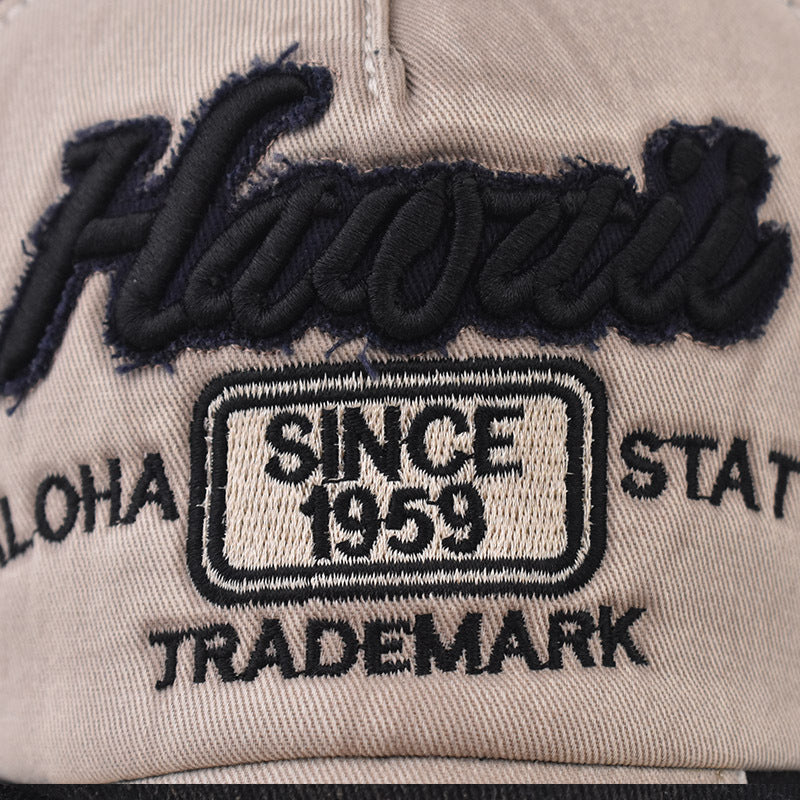 Hawaii
SINCE
1959
ALOHA STAT
TRADEMARK